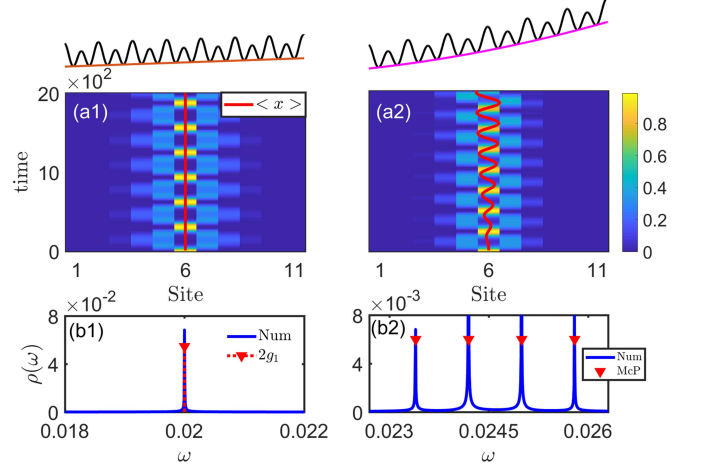 ×10²
20
(a1)
< x >
(a2)
0.8
time
10
0.6
0.4
0.2
0
0
1
6
11
1
6
11
Site
Site
×10⁻²
×10⁻³
8
(b1)
Num
2g₁
8
(b2)
ρ(ω)
4
4
Num
McP
0
0
0.018
0.02
0.022
0.023
0.0245
0.026
ω
ω